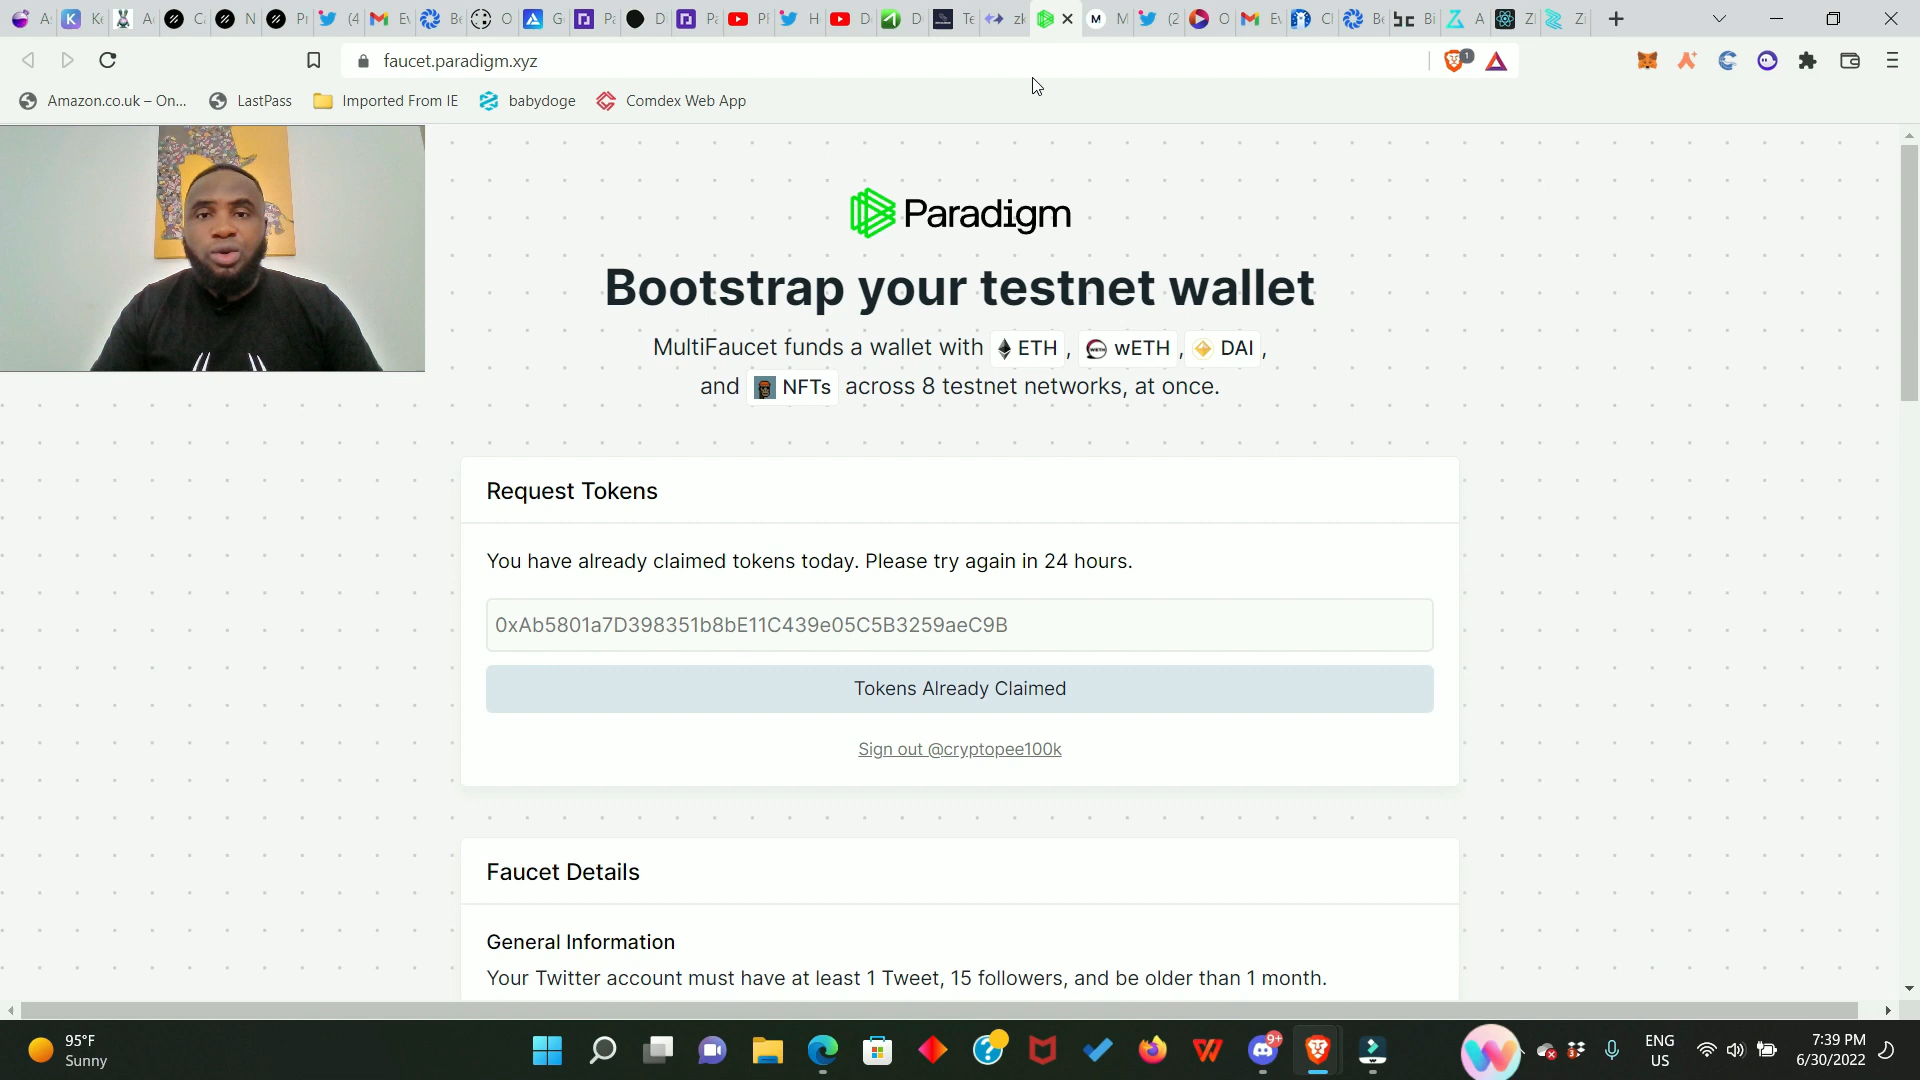 faucet.paradigm.xyz
1
Amazon.co.uk – On...
LastPass
Imported From IE
babydoge
Comdex Web App
Paradigm
Bootstrap your testnet wallet
MultiFaucet funds a wallet with ETH , wETH , DAI ,
and NFTs across 8 testnet networks, at once.
Request Tokens
You have already claimed tokens today. Please try again in 24 hours.
0xAb5801a7D398351b8bE11C439e05C5B3259aeC9B
Tokens Already Claimed
Sign out @cryptopee100k
Faucet Details
General Information
Your Twitter account must have at least 1 Tweet, 15 followers, and be older than 1 month.
95°F
Sunny
9+
ENG
US
7:39 PM
6/30/2022